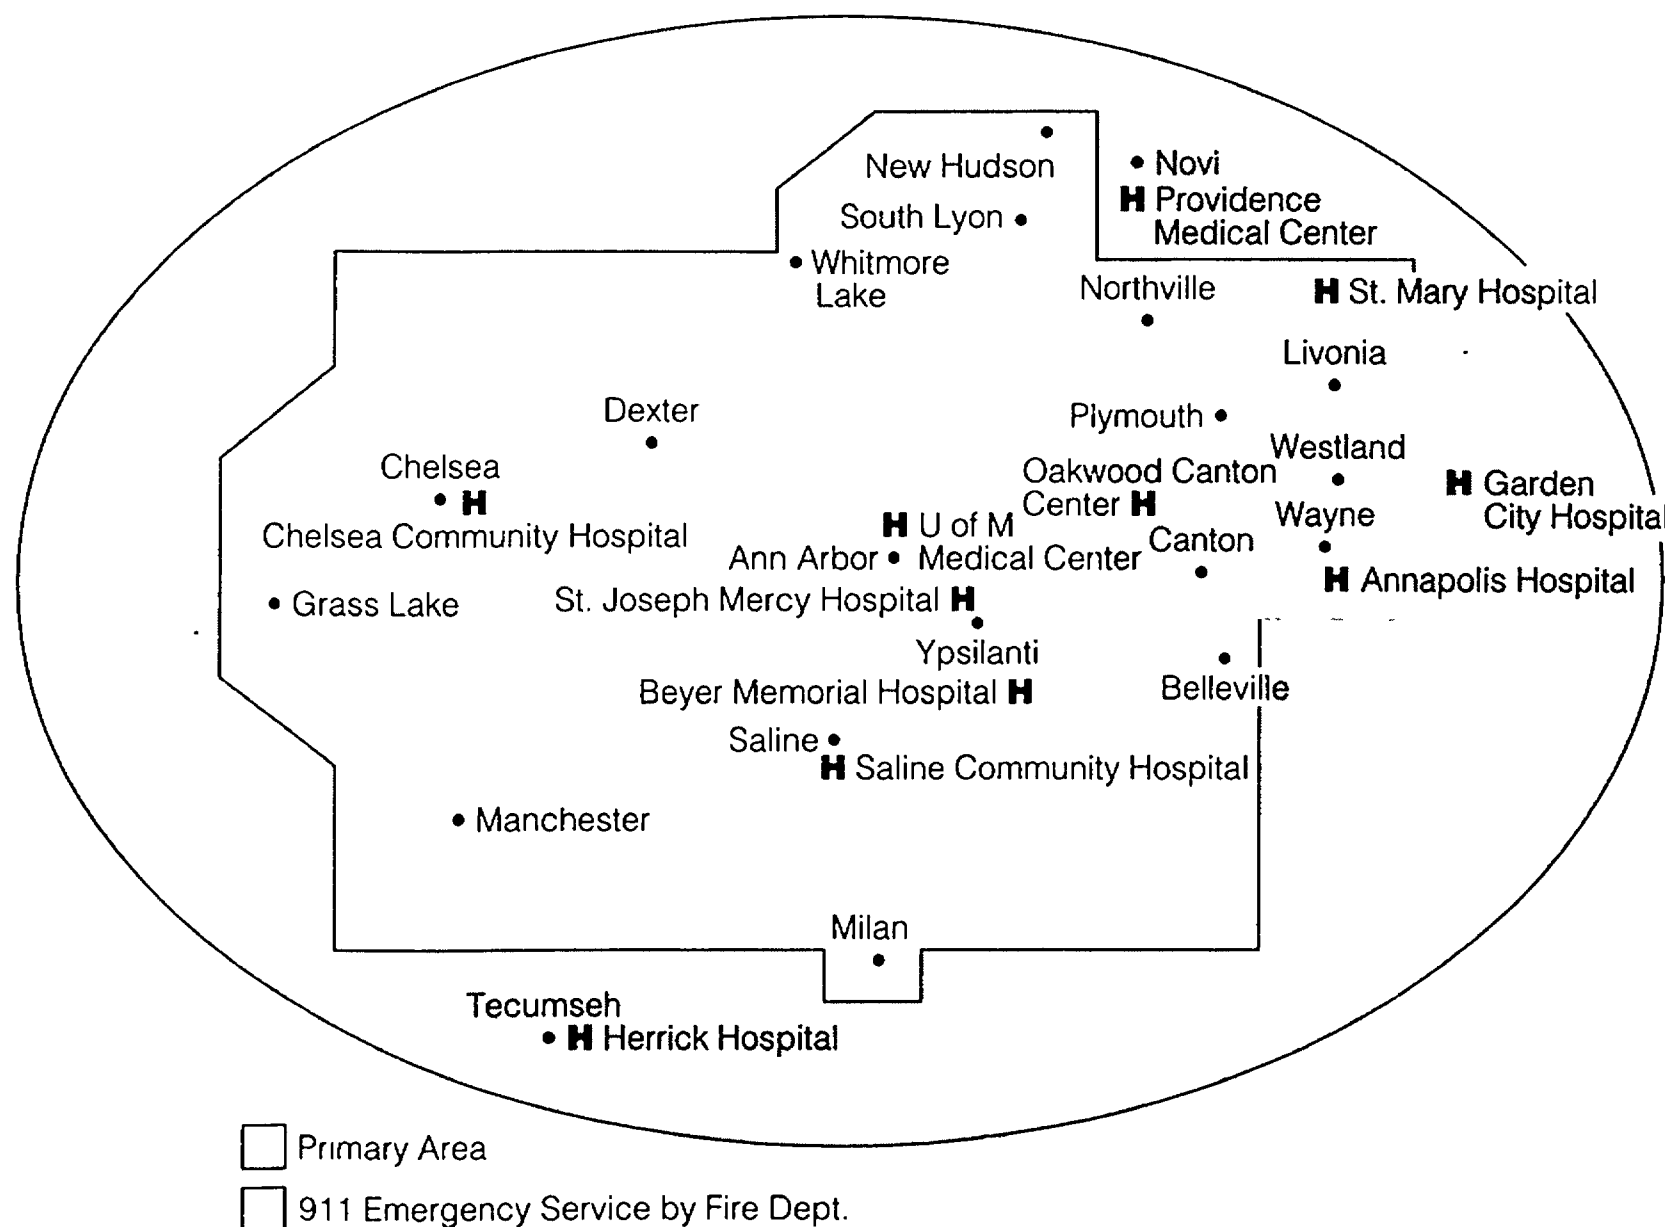 New Hudson
Novi
H Providence
Medical Center
South Lyon
Whitmore
Lake
Northville
H St. Mary Hospital
Livonia
Dexter
Plymouth
Westland
Chelsea
H
Chelsea Community Hospital
Oakwood Canton
Center H
H Garden
City Hospital
Wayne
H U of M
Medical Center
Ann Arbor
Canton
H Annapolis Hospital
St. Joseph Mercy Hospital H
Grass Lake
Ypsilanti
Beyer Memorial Hospital H
Belleville
Saline
H Saline Community Hospital
Manchester
Milan
Tecumseh
H Herrick Hospital
Primary Area
911 Emergency Service by Fire Dept.